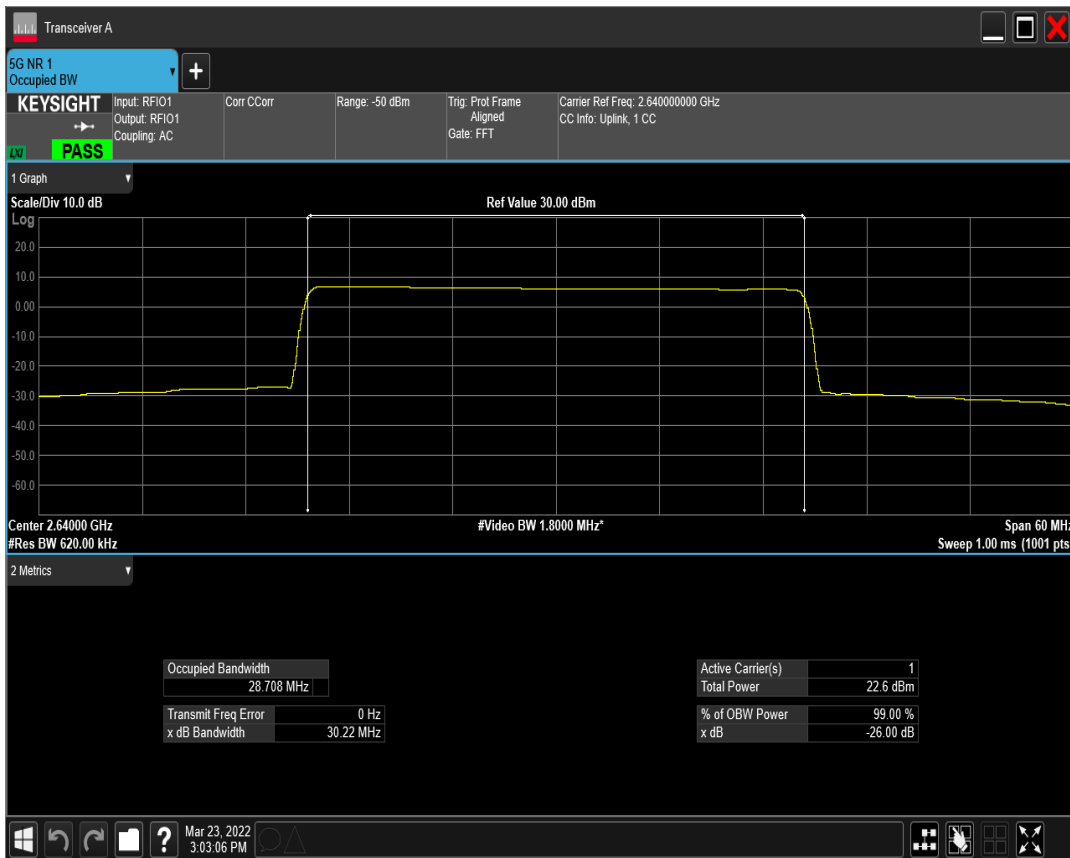 Transceiver A
5G NR 1
Occupied BW
+
KEYSIGHT
Input: RFIO1
Output: RFIO1
Coupling: AC
Corr CCorr
Range: -50 dBm
Trig: Prot Frame
Aligned
Gate: FFT
Carrier Ref Freq: 2.640000000 GHz
CC Info: Uplink, 1 CC
LXI
PASS
1 Graph
Scale/Div 10.0 dB
Ref Value 30.00 dBm
Log
20.0
10.0
0.00
-10.0
-20.0
-30.0
-40.0
-50.0
-60.0
Center 2.64000 GHz
#Video BW 1.8000 MHz*
Span 60 MHz
#Res BW 620.00 kHz
Sweep 1.00 ms (1001 pts
2 Metrics
Occupied Bandwidth
28.708 MHz
Transmit Freq Error 0 Hz
x dB Bandwidth 30.22 MHz
Active Carrier(s) 1
Total Power 22.6 dBm
% of OBW Power 99.00 %
x dB -26.00 dB
?
Mar 23, 2022
3:03:06 PM